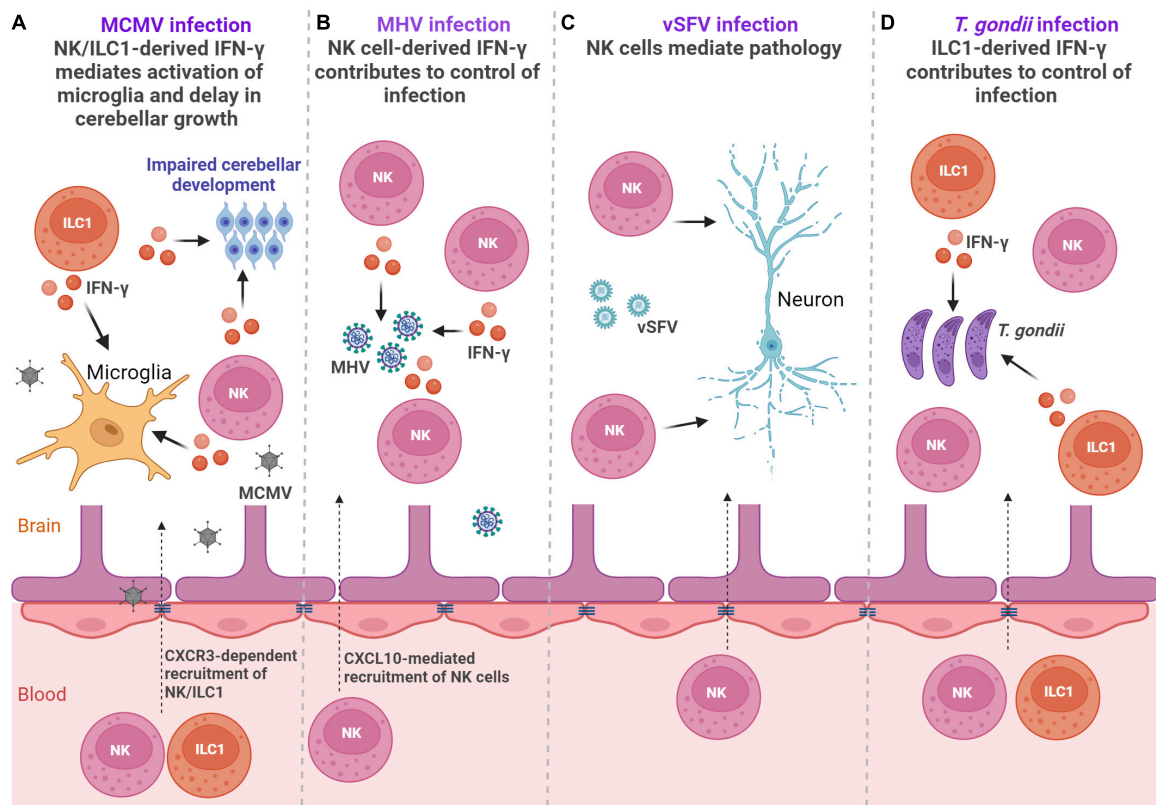 A
MCMV infection
NK/ILC1-derived IFN-γ
mediates activation of
microglia and delay in
cerebellar growth
Impaired cerebellar
development
ILC1
IFN-γ
Microglia
NK
MCMV
Brain
CXCR3-dependent
recruitment of
NK/ILC1
Blood
NK
ILC1
B
MHV infection
NK cell-derived IFN-γ
contributes to control of
infection
NK
NK
IFN-γ
MHV
NK
CXCL10-mediated
recruitment of NK cells
NK
C
vSFV infection
NK cells mediate pathology
NK
Neuron
vSFV
NK
NK
D
T. gondii infection
ILC1-derived IFN-γ
contributes to control of
infection
ILC1
IFN-γ
NK
T. gondii
NK
ILC1
NK
ILC1